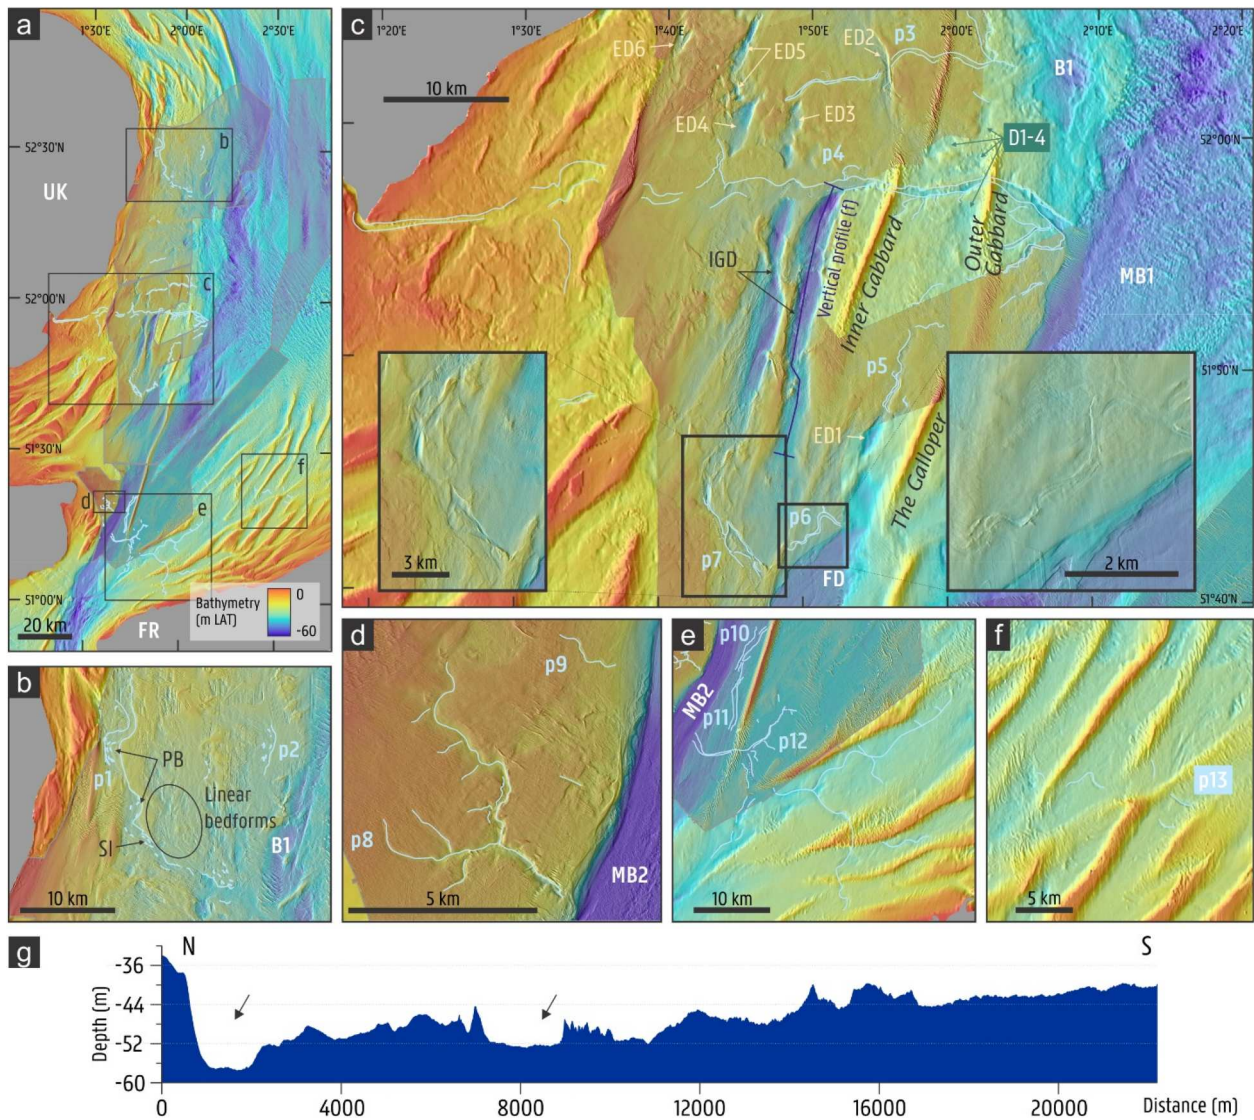 a
1°30'E
2°00'E
2°30'E
52°30'N
b
UK
c
52°00'N
51°30'N
f
d
e
51°00'N
Bathymetry
(m LAT)
0
-60
20 km
FR
c
1°20'E
1°30'E
1°40'E
1°50'E
2°00'E
2°10'E
2°20'E
ED6
ED5
ED2
p3
B1
10 km
ED4
ED3
52°00'N
D1-4
p4
IGD
Vertical profile (f)
Inner Gabbard
Outer
Gabbard
MB1
p5
51°50'N
ED1
The Galloper
p6
p7
FD
3 km
2 km
51°40'N
b
p1
PB
p2
Linear
bedforms
SI
B1
10 km
d
p9
p8
MB2
5 km
e
p10
MB2
p11
p12
10 km
f
p13
5 km
g
N
S
Depth (m)
-36
-44
-52
-60
0
4000
8000
12000
16000
20000
Distance (m)